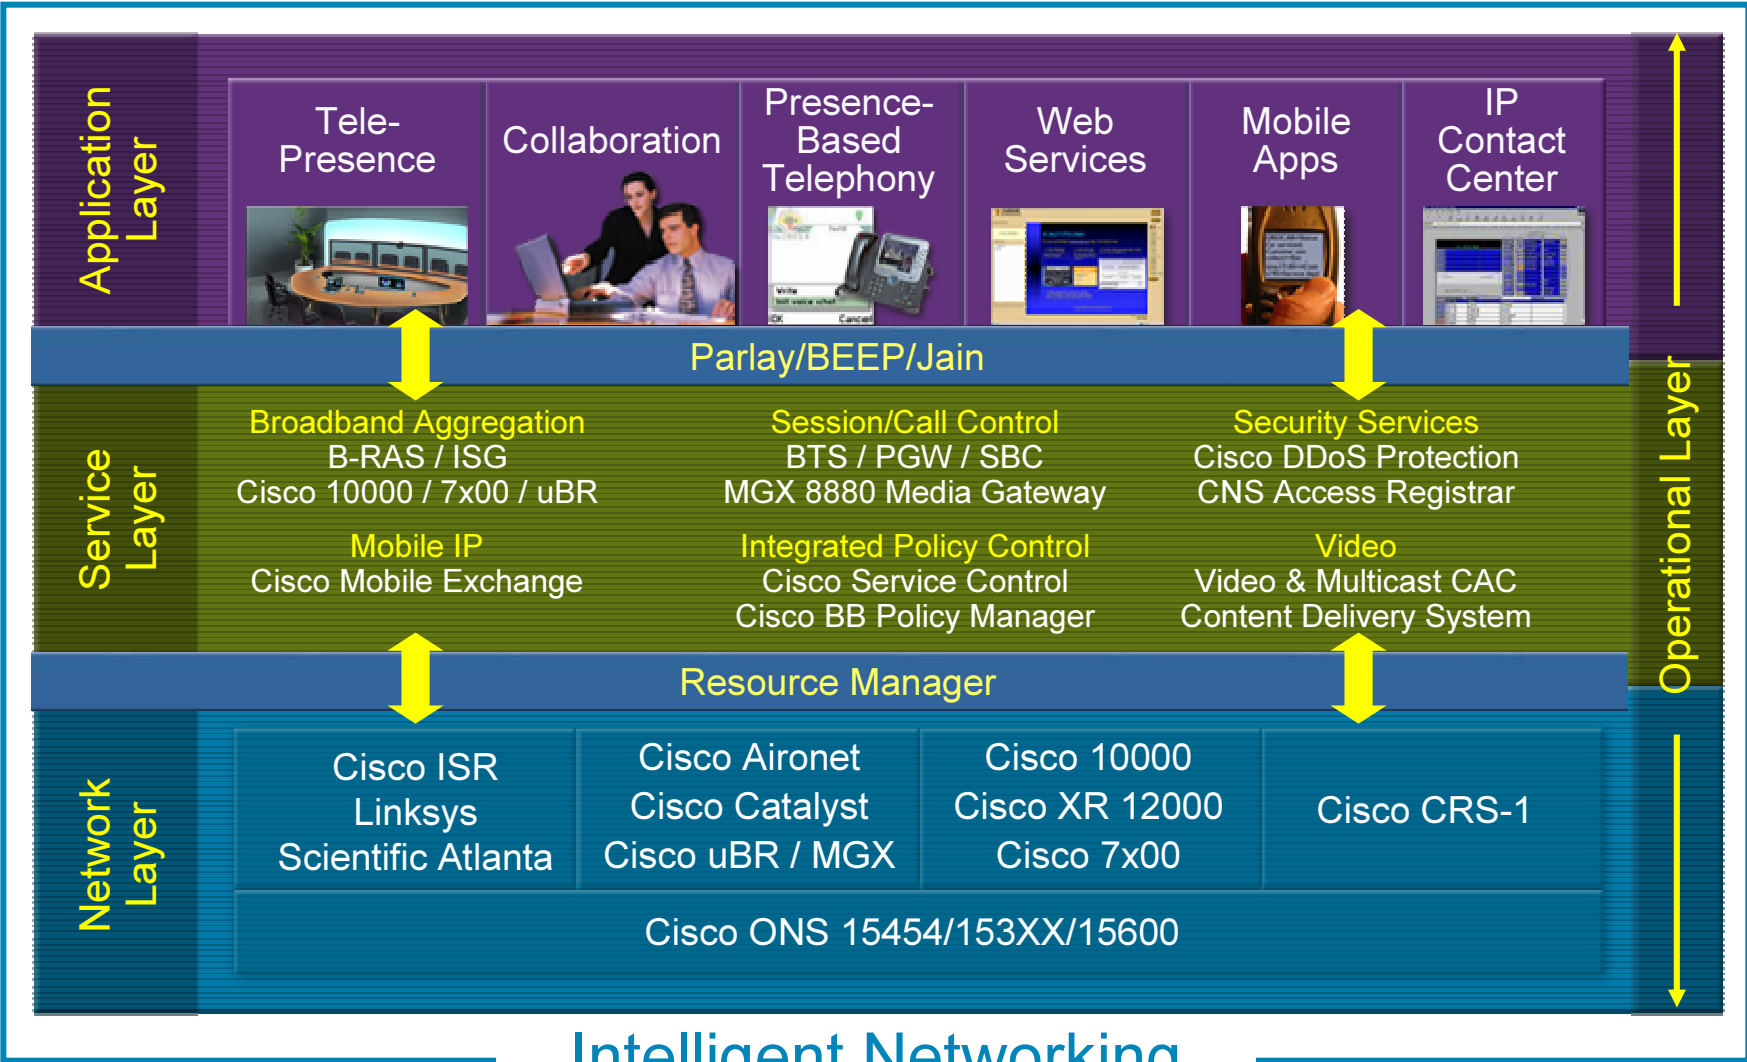 Application
Layer
Tele-
Presence
Collaboration
Presence-
Based
Telephony
Web
Services
Mobile
Apps
IP
Contact
Center
Write
OK
Cancel
Parlay/BEEP/Jain
Service
Layer
Broadband Aggregation
B-RAS / ISG
Cisco 10000 / 7x00 / uBR
Session/Call Control
BTS / PGW / SBC
MGX 8880 Media Gateway
Security Services
Cisco DDoS Protection
CNS Access Registrar
Mobile IP
Cisco Mobile Exchange
Integrated Policy Control
Cisco Service Control
Cisco BB Policy Manager
Video
Video & Multicast CAC
Content Delivery System
Operational Layer
Resource Manager
Network
Layer
Cisco ISR
Linksys
Scientific Atlanta
Cisco Aironet
Cisco Catalyst
Cisco uBR / MGX
Cisco 10000
Cisco XR 12000
Cisco 7x00
Cisco CRS-1
Cisco ONS 15454/153XX/15600
Intelligent Networking